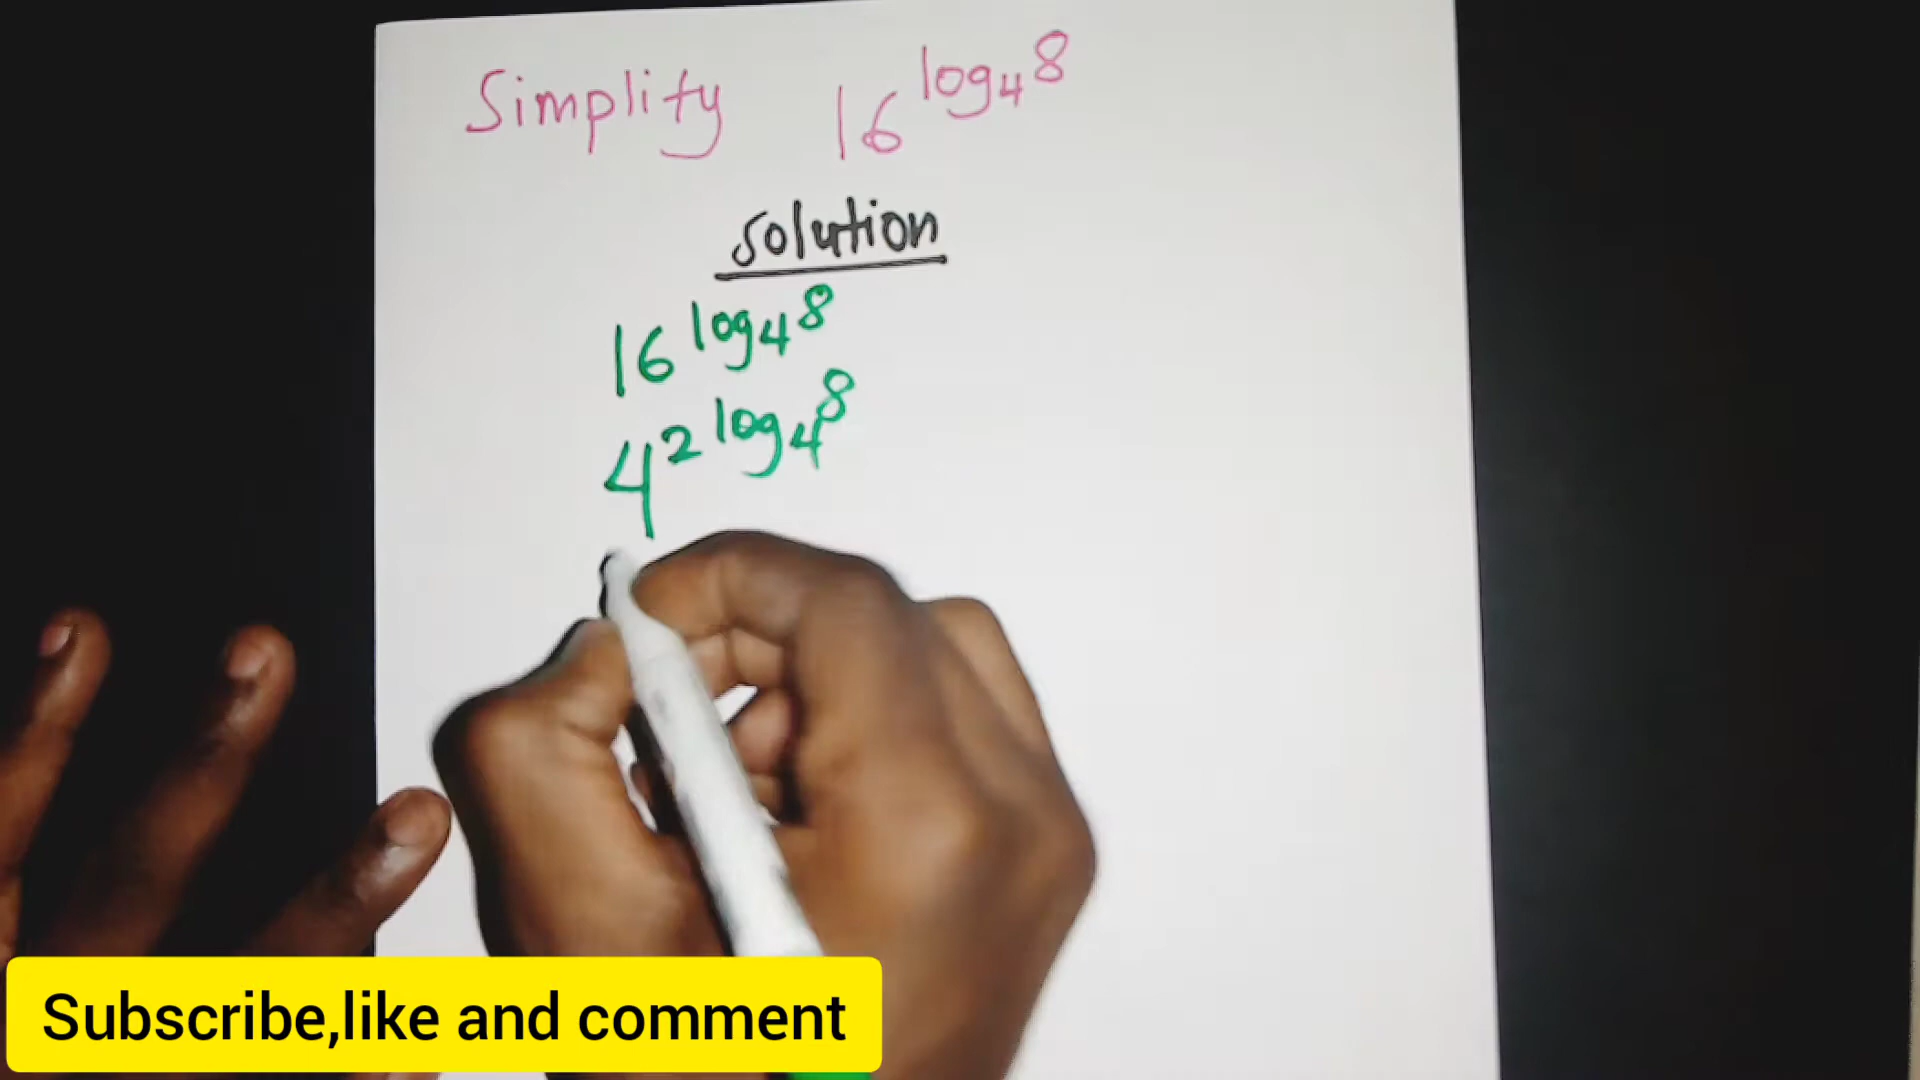 Simplify 16^log₄8
Solution
16^log₄8
4^2 log₄8
Subscribe,like and comment